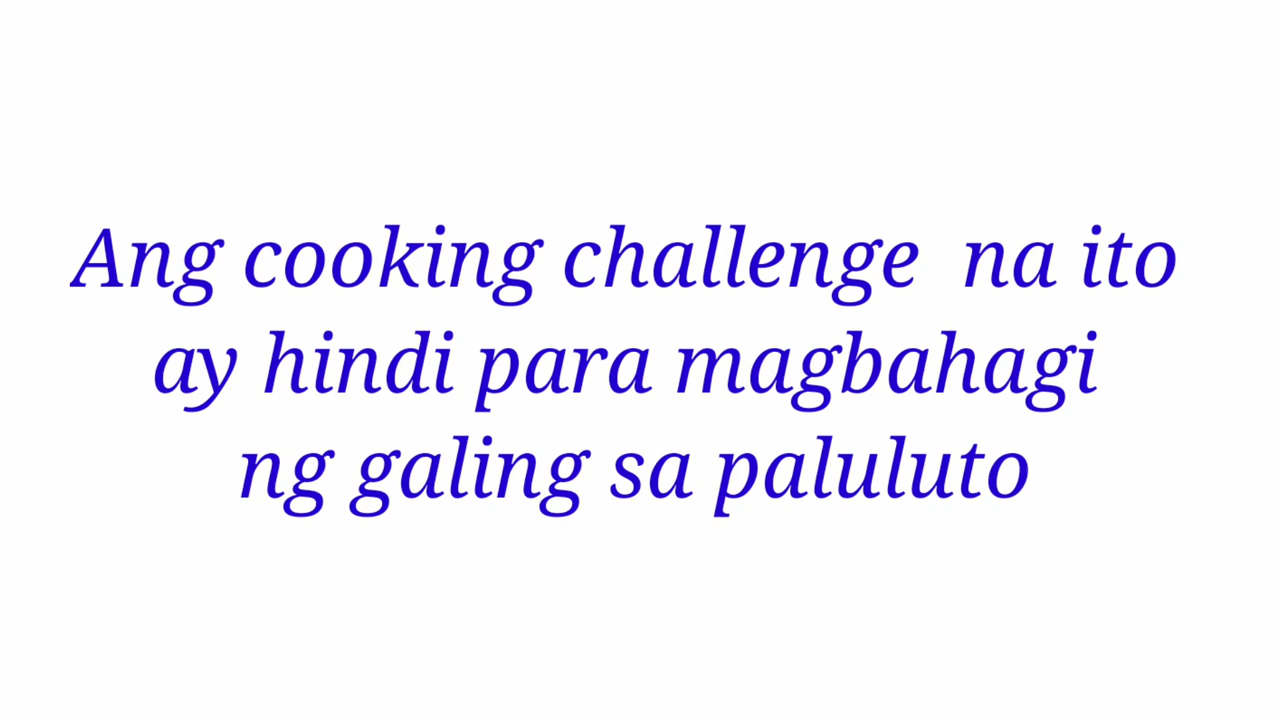 Ang cooking challenge  na ito
ay hindi para magbahagi
ng galing sa paluluto